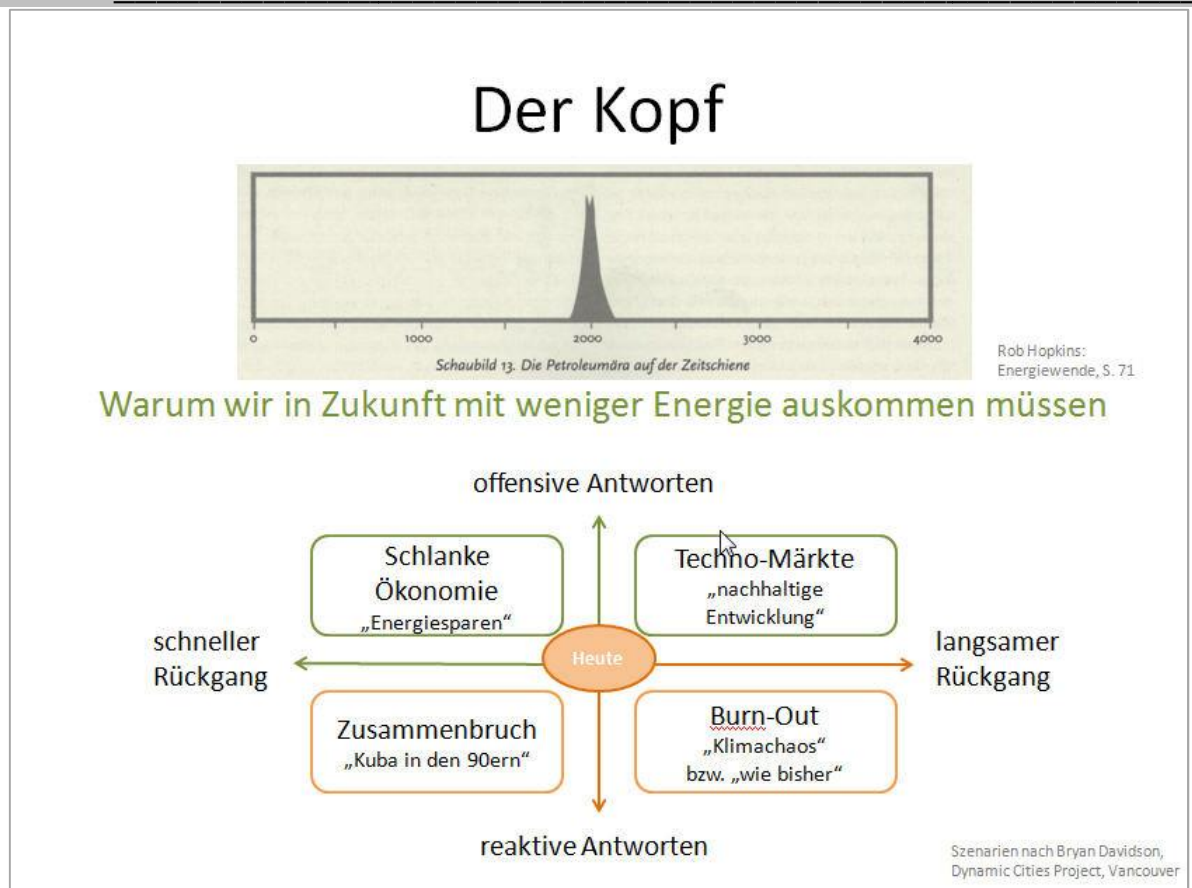 Der Kopf
0 1000 2000 3000 4000
Schaubild 13. Die Petroleumära auf der Zeitschiene
Rob Hopkins:
Energiewende, S. 71
Warum wir in Zukunft mit weniger Energie auskommen müssen
offensive Antworten
Schlanke
Ökonomie
„Energiesparen“
Techno-Märkte
„nachhaltige
Entwicklung“
schneller
Rückgang
Heute
langsamer
Rückgang
Zusammenbruch
„Kuba in den 90ern“
Burn-Out
„Klimachaos“
bzw. „wie bisher“
reaktive Antworten
Szenarien nach Bryan Davidson,
Dynamic Cities Project, Vancouver